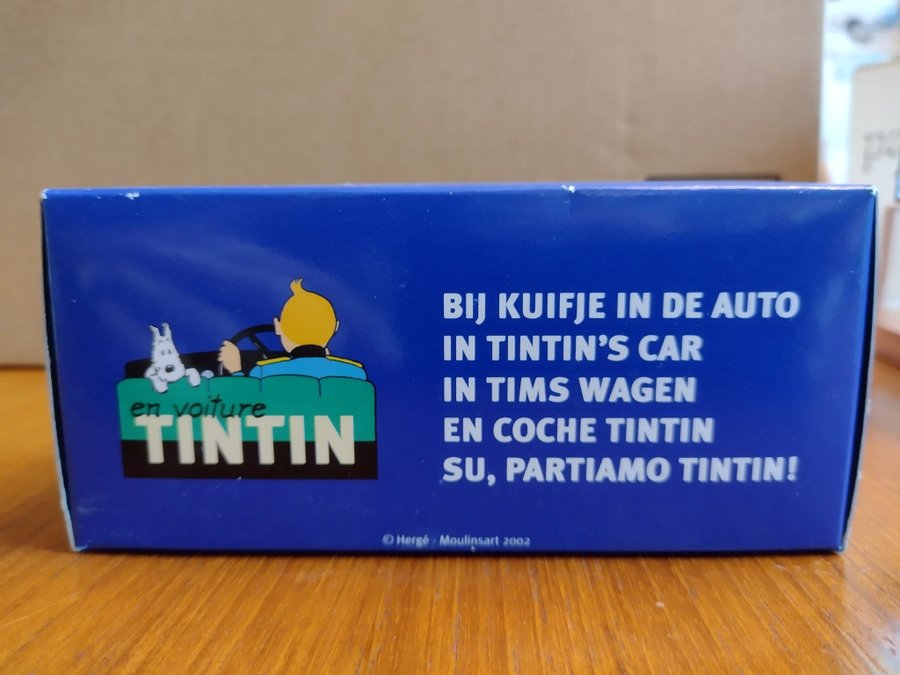 en voiture
TINTIN
BIJ KUIFJE IN DE AUTO
IN TINTIN'S CAR
IN TIMS WAGEN
EN COCHE TINTIN
SU, PARTIAMO TINTIN!
© Hergé - Moulinsart 2002